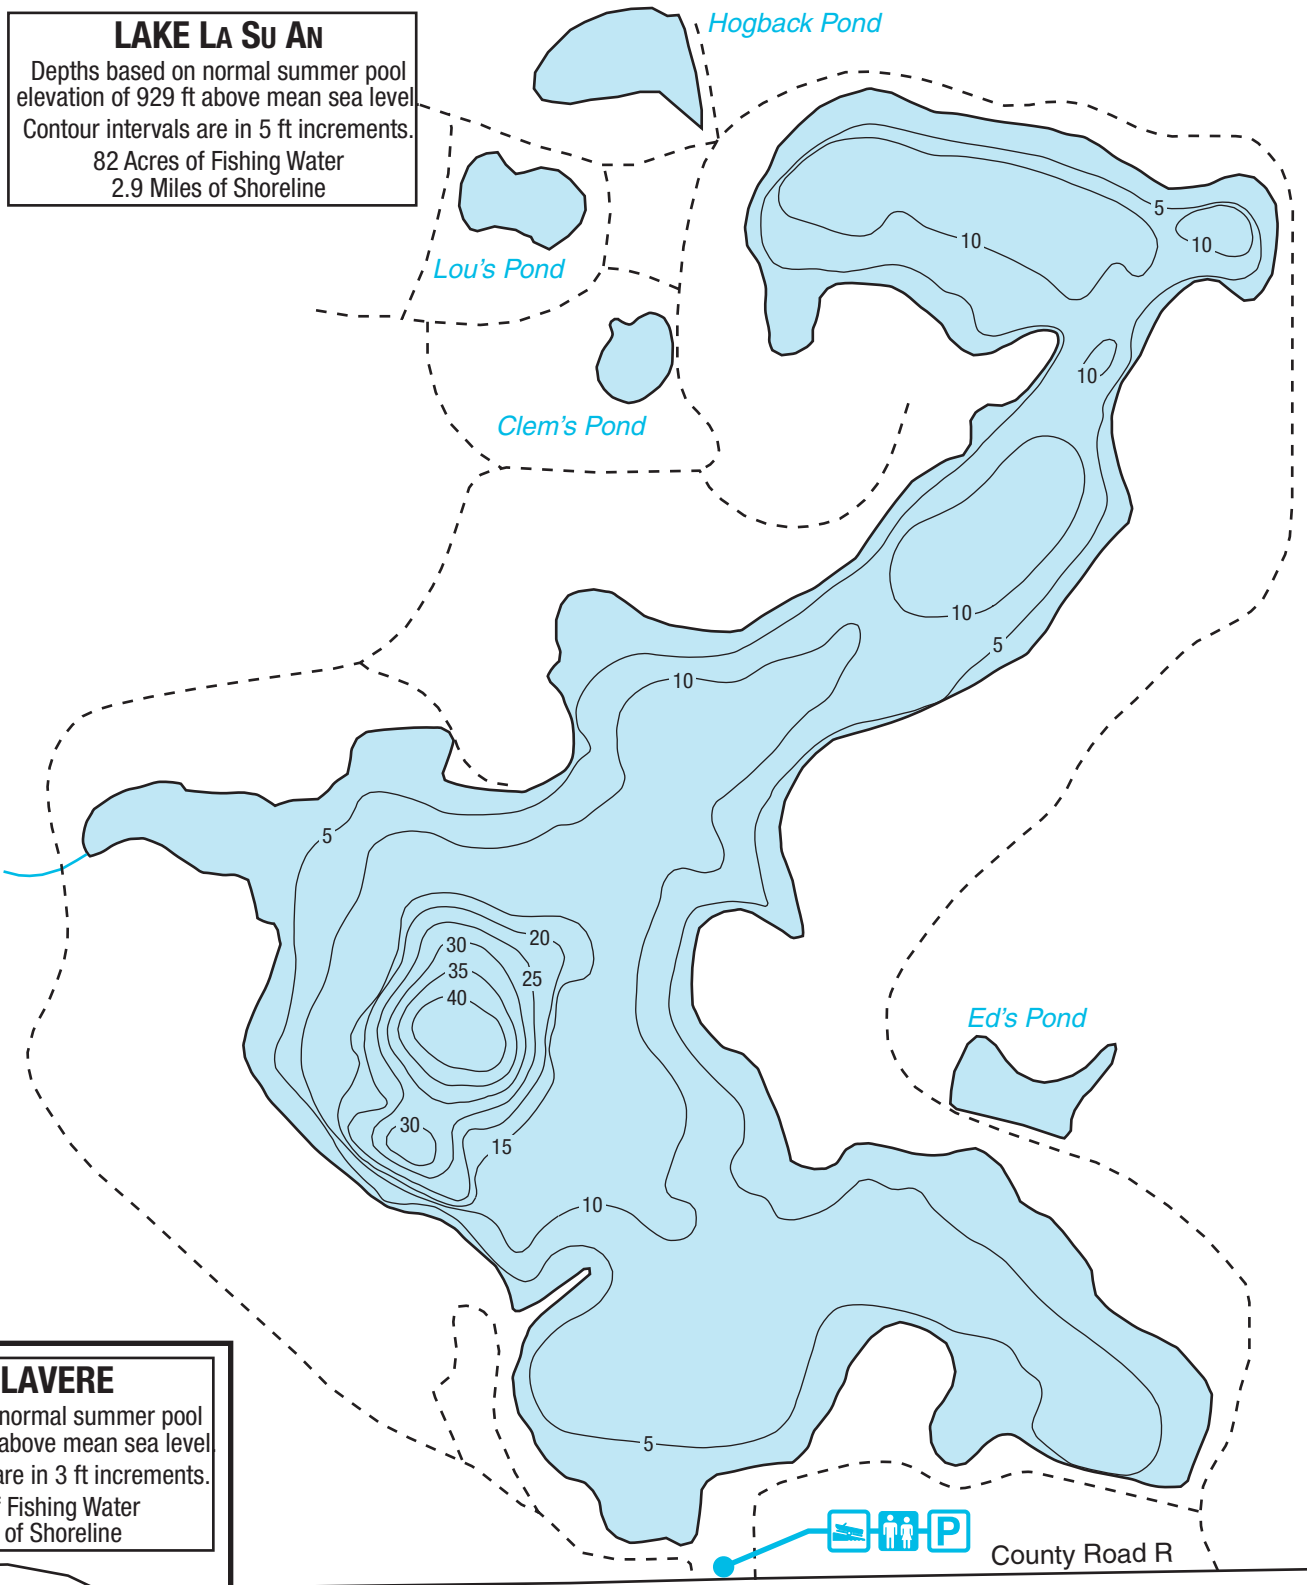 LAKE LA SU AN
Depths based on normal summer pool
elevation of 929 ft above mean sea level
Contour intervals are in 5 ft increments.
82 Acres of Fishing Water
2.9 Miles of Shoreline
Hogback Pond
Lou's Pond
Clem's Pond
5
10
10
10
10
5
10
5
20
30
25
35
40
Ed's Pond
30
15
10
5
LAVERE
normal summer pool
above mean sea level.
are in 3 ft increments.
f Fishing Water
of Shoreline
P
County Road R